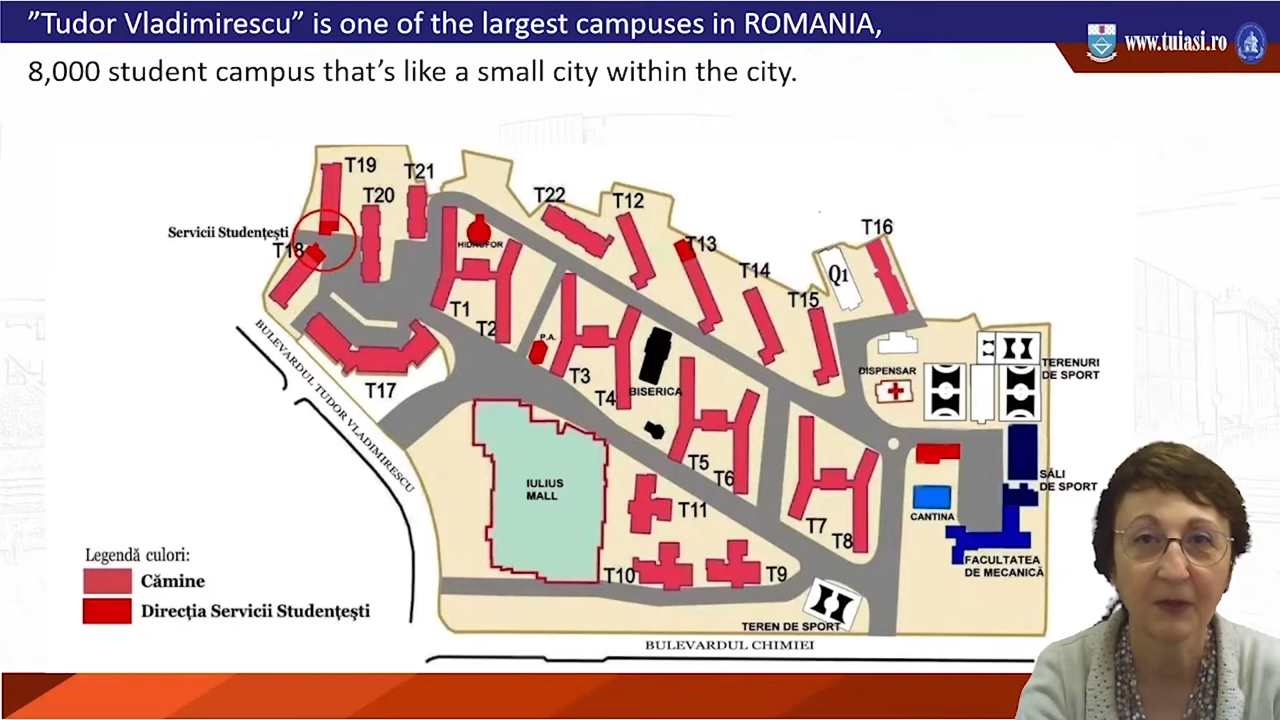 ”Tudor Vladimirescu” is one of the largest campuses in ROMANIA,
www.tuiasi.ro
8,000 student campus that’s like a small city within the city.
T19
T21
T20
T22
T12
Servicii Studențești
T18
HIDROFOR
T13
T16
T14
Q1
T15
T1
T2
P.A.
T3
T4
BISERICA
DISPENSAR
TERENURI
DE SPORT
T17
BULEVARDUL TUDOR VLADIMIRESCU
T5
T6
IULIUS
MALL
T11
SĂLI
DE SPORT
CANTINA
T7
T8
FACULTATEA
DE MECANICĂ
T10
T9
Legendă culori:
Cămine
Direcția Servicii Studențești
TEREN DE SPORT
BULEVARDUL CHIMIEI